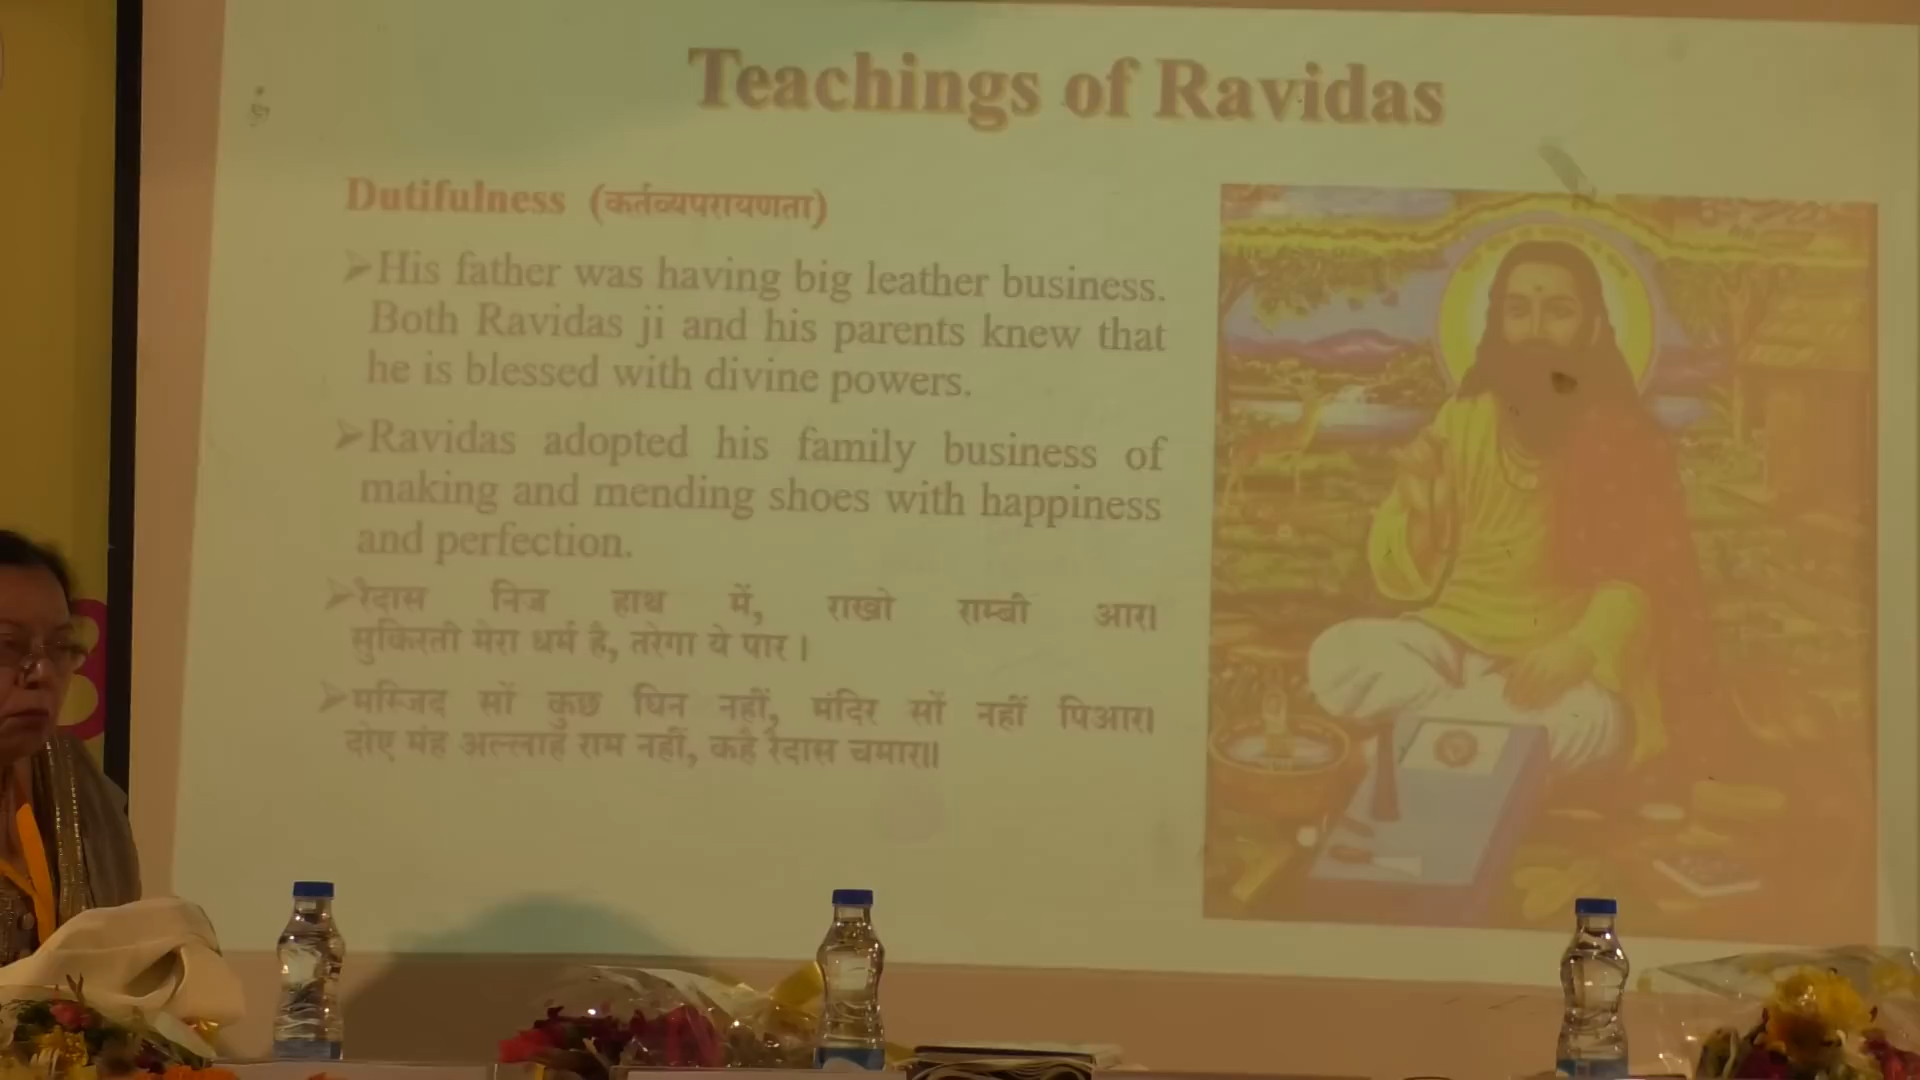 Teachings of Ravidas
Dutifulness (कर्तव्यपरायणता)
➢His father was having big leather business.
Both Ravidas ji and his parents knew that
he is blessed with divine powers.
➢Ravidas adopted his family business of
making and mending shoes with happiness
and perfection.
➢रैदास निज हाथ में, राखो राम्बी आर।
सुकिरती मेरा धर्म है, तरेगा ये पार ।
➢मस्जिद सों कुछ घिन नहीं, मंदिर सों नहीं पिआर।
दोए मंह अल्लाह राम नहीं, कहै रैदास चमार॥